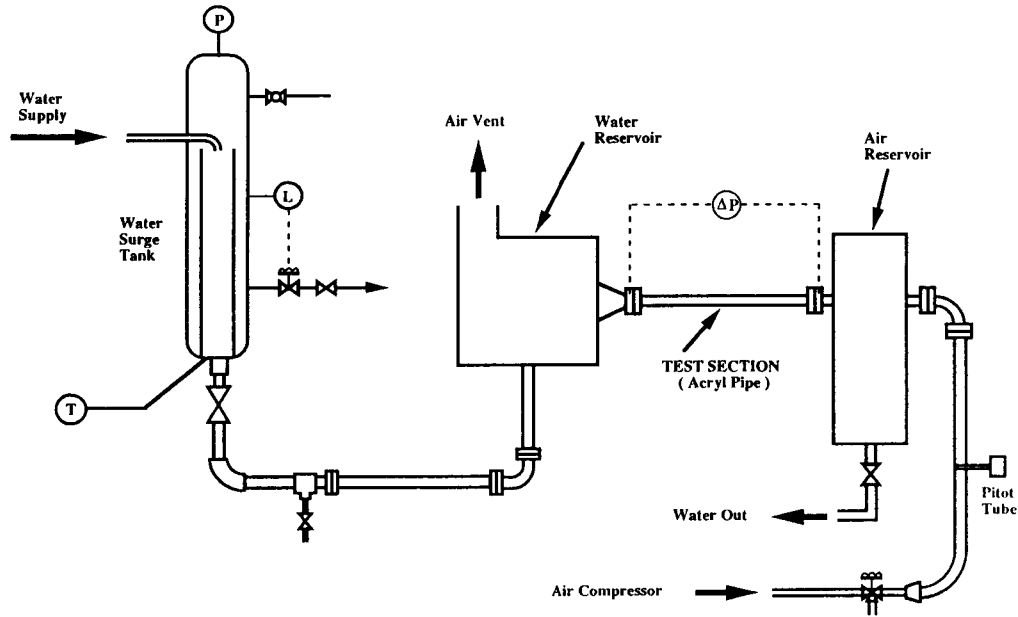 P
Water
Supply
Air Vent
Water
Reservoir
Air
Reservoir
L
ΔP
Water
Surge
Tank
TEST SECTION
( Acryl Pipe )
T
Pitot
Tube
Water Out
Air Compressor